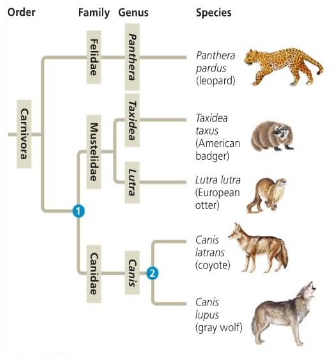 Order Family Genus Species
Felidae
Panthera
Panthera
pardus
(leopard)
Carnivora
Mustelidae
Taxidea
Taxidea
taxus
(American
badger)
Lutra
Lutra lutra
(European
otter)
1
Canidae
Canis
Canis
latrans
(coyote)
2
Canis
lupus
(gray wolf)